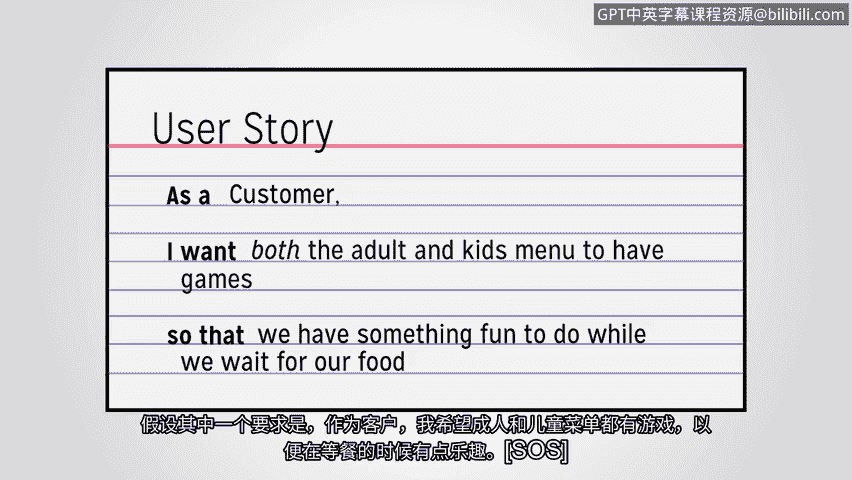 GPT中英字幕课程资源@bilibili.com
User Story
As a Customer,
I want both the adult and kids menu to have
games
so that we have something fun to do while
we wait for our food
假设其中一个要求是，作为客户，我希望成人和儿童菜单都有游戏，以
便在等餐的时候有点乐趣。[SOS]